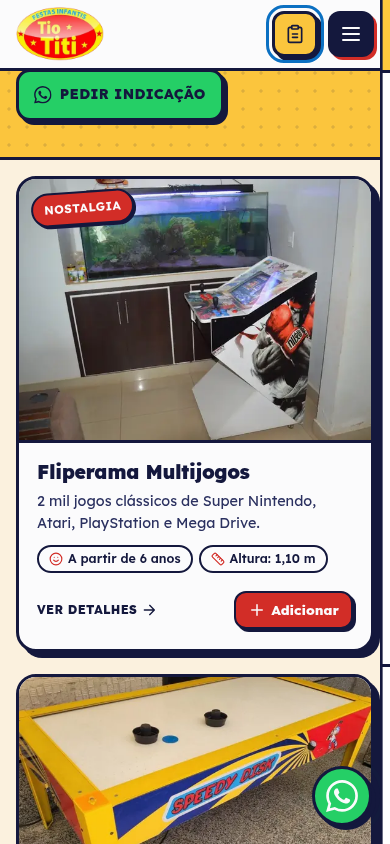 FESTAS INFANTIS
Tio
Titi
PEDIR INDICAÇÃO
NOSTALGIA
Fliperama Multijogos
2 mil jogos clássicos de Super Nintendo,
Atari, PlayStation e Mega Drive.
A partir de 6 anos
Altura: 1,10 m
VER DETALHES
Adicionar
SPEEDY DISK